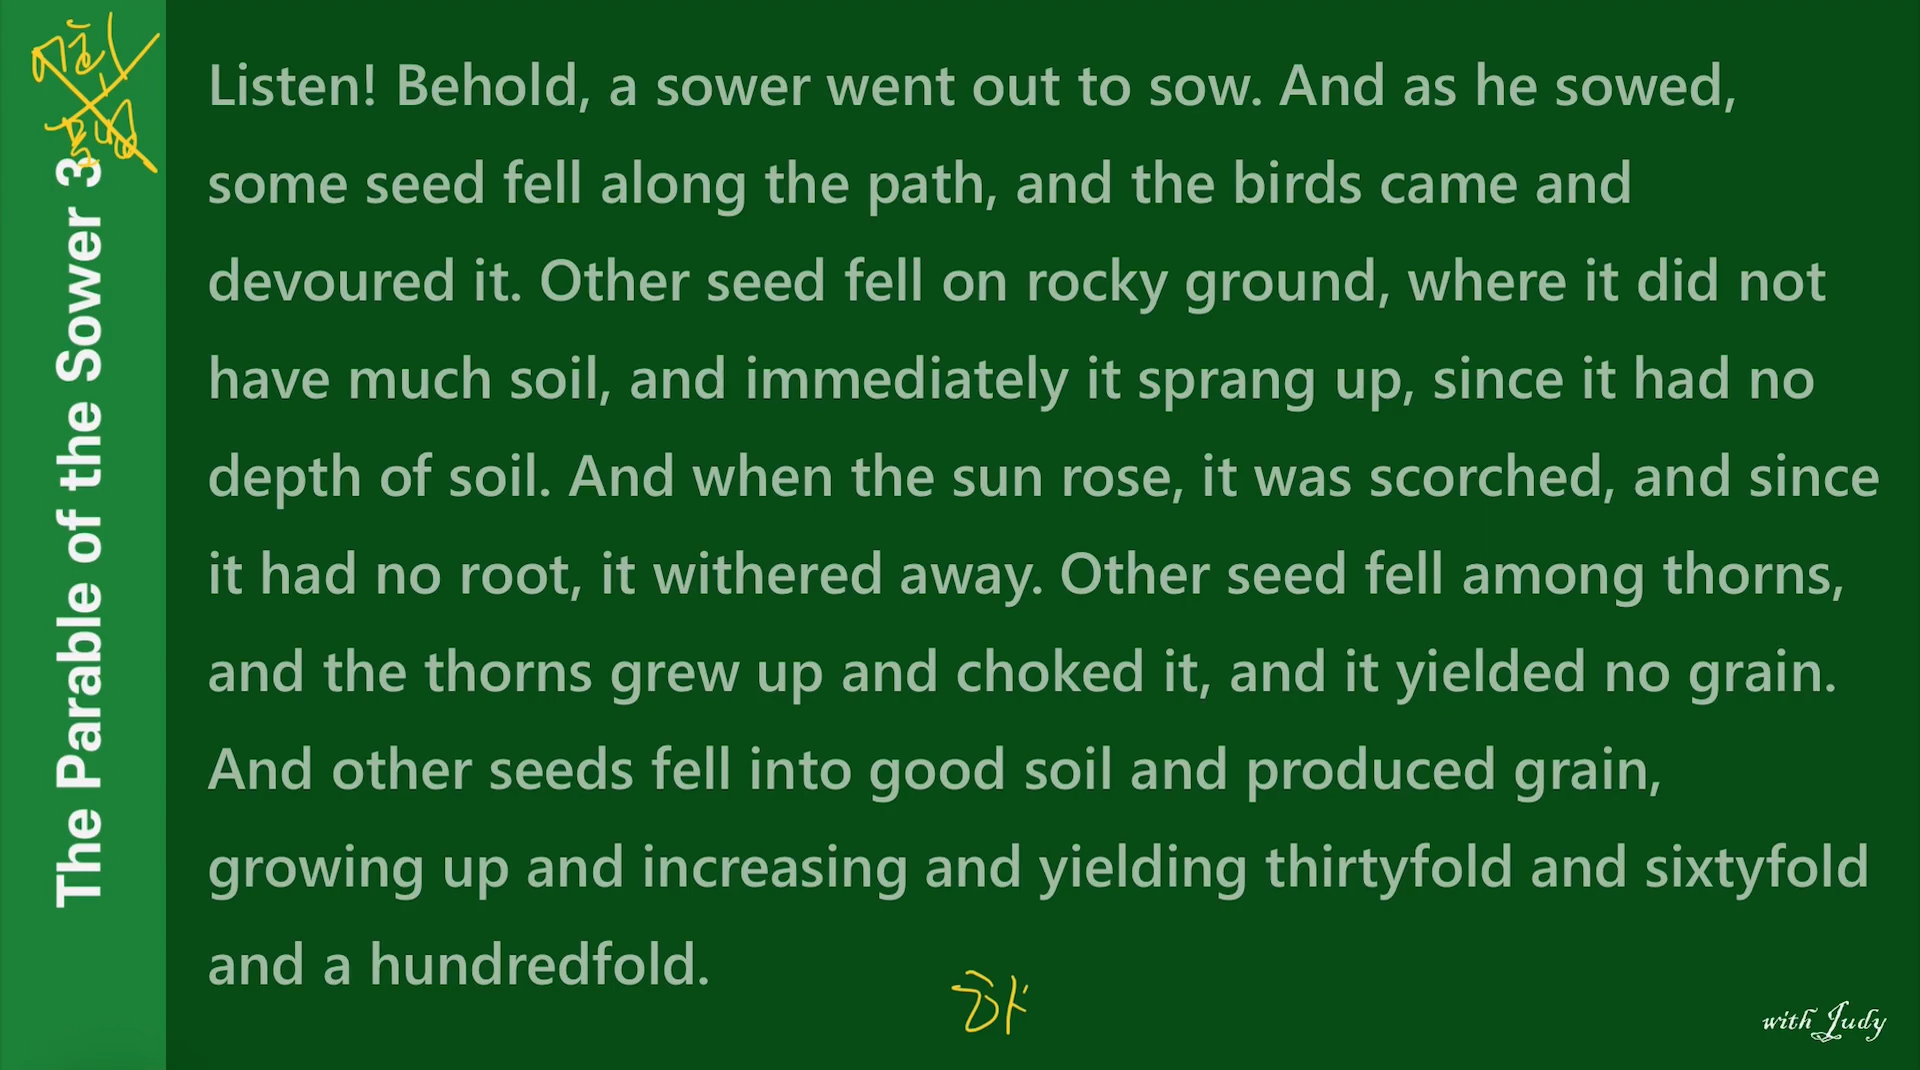 The Parable of the Sower 3
Listen! Behold, a sower went out to sow. And as he sowed,
some seed fell along the path, and the birds came and
devoured it. Other seed fell on rocky ground, where it did not
have much soil, and immediately it sprang up, since it had no
depth of soil. And when the sun rose, it was scorched, and since
it had no root, it withered away. Other seed fell among thorns,
and the thorns grew up and choked it, and it yielded no grain.
And other seeds fell into good soil and produced grain,
growing up and increasing and yielding thirtyfold and sixtyfold
and a hundredfold.
with Judy